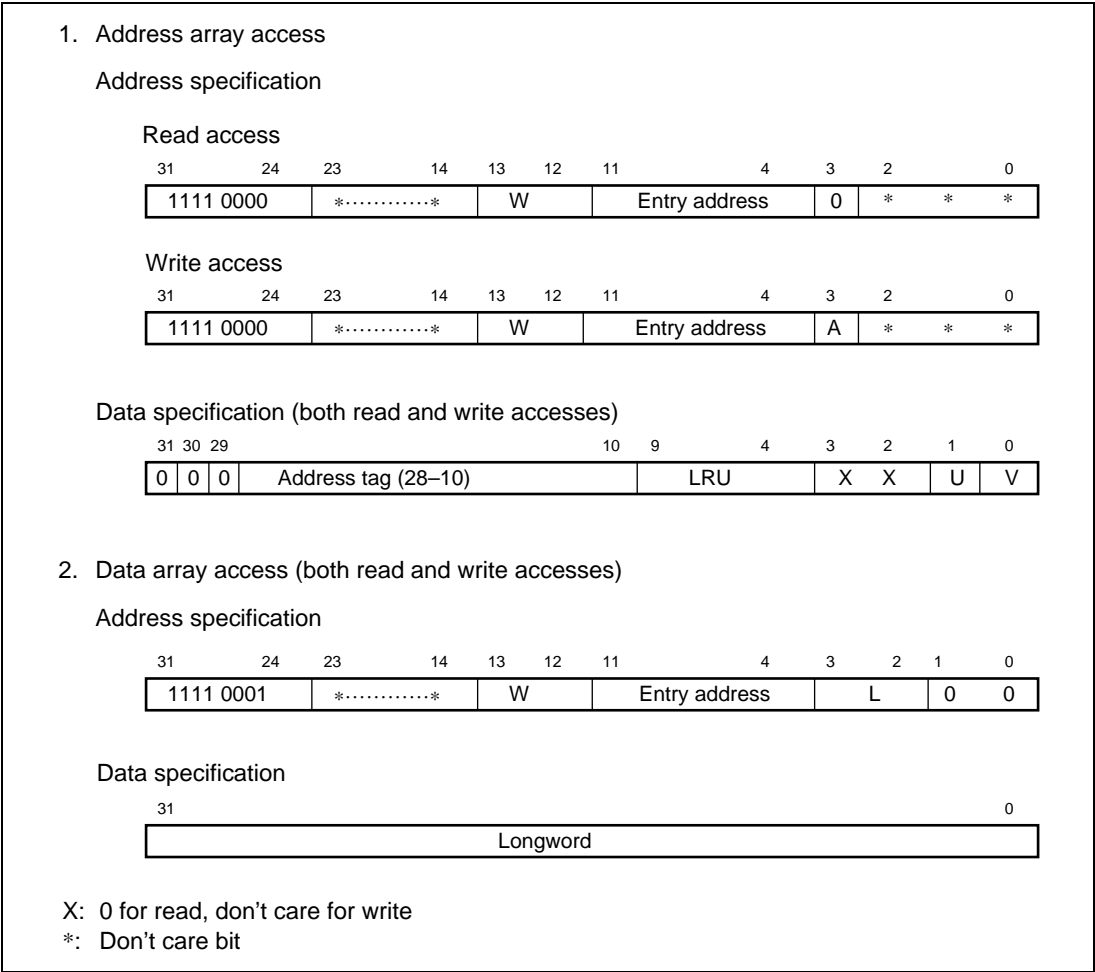 1. Address array access
Address specification
Read access
31 24 23 14 13 12 11 4 3 2 0
1111 0000 *············* W Entry address 0 * * *
Write access
31 24 23 14 13 12 11 4 3 2 0
1111 0000 *············* W Entry address A * * *
Data specification (both read and write accesses)
31 30 29 10 9 4 3 2 1 0
0 0 0 Address tag (28–10) LRU X X U V
2. Data array access (both read and write accesses)
Address specification
31 24 23 14 13 12 11 4 3 2 1 0
1111 0001 *············* W Entry address L 0 0
Data specification
31 0
Longword
X: 0 for read, don't care for write
*: Don't care bit